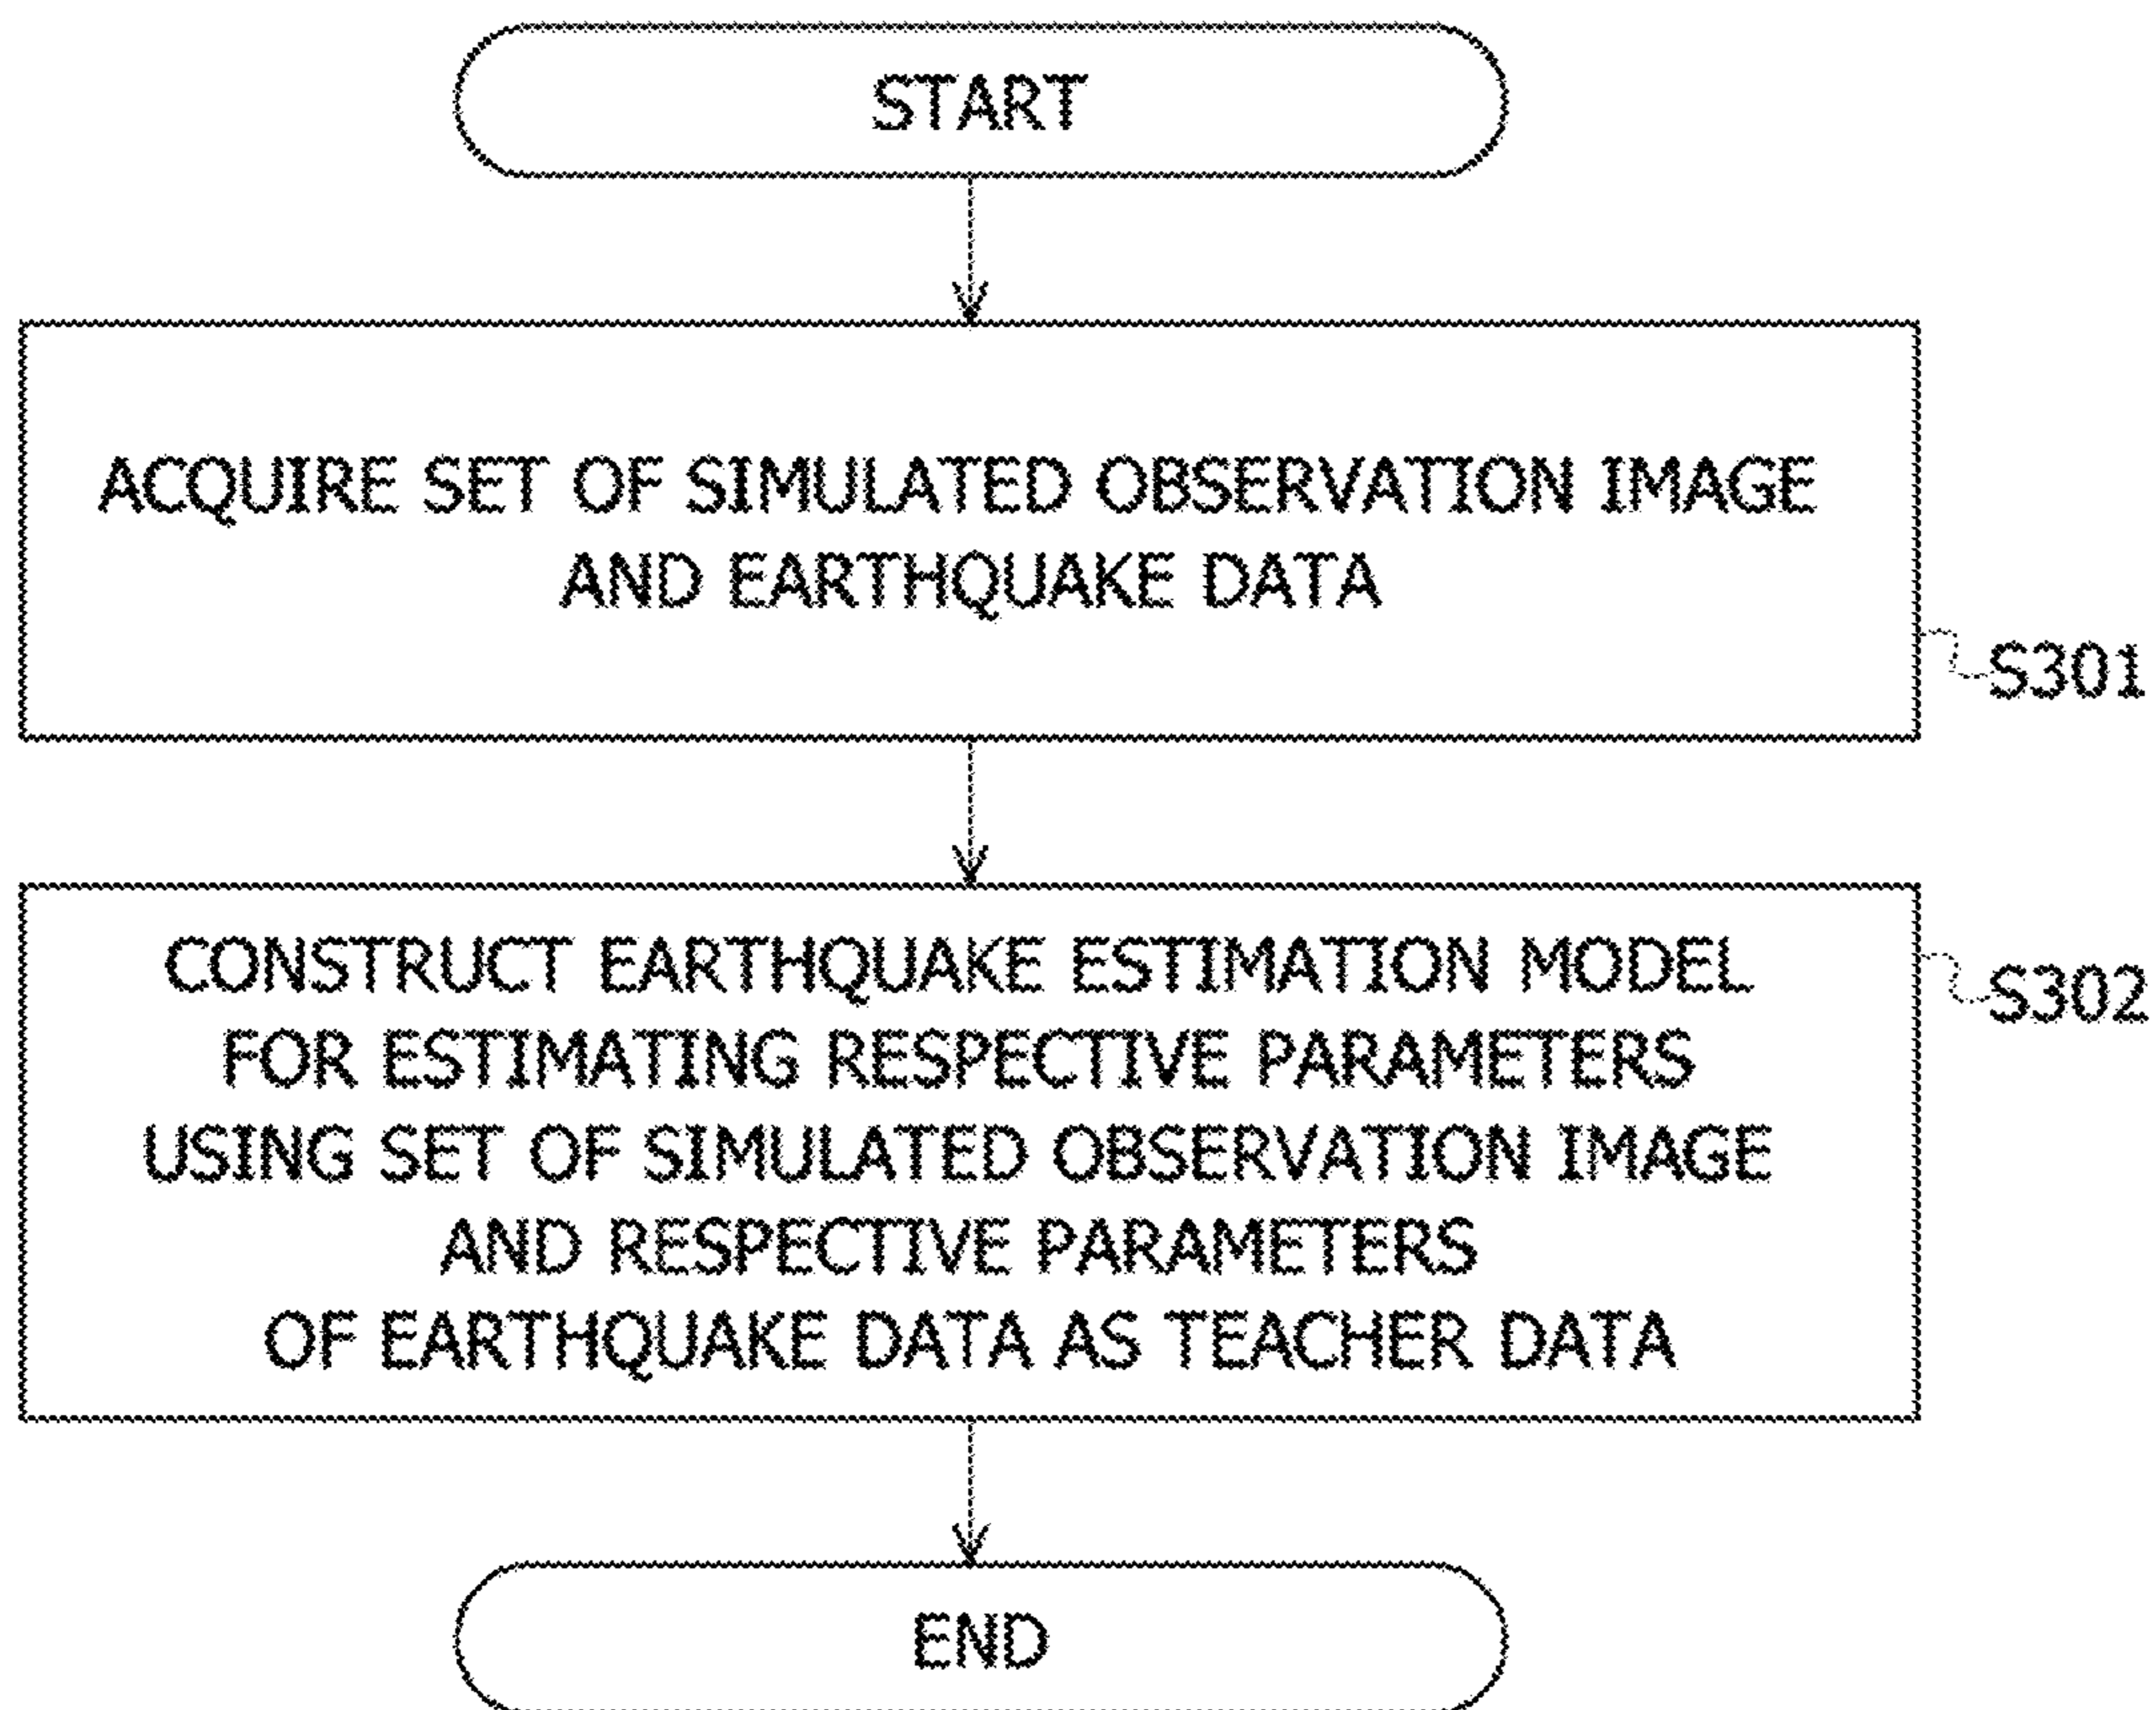 START
ACQUIRE SET OF SIMULATED OBSERVATION IMAGE
AND EARTHQUAKE DATA
S301
CONSTRUCT EARTHQUAKE ESTIMATION MODEL
S302
FOR ESTIMATING RESPECTIVE PARAMETERS
USING SET OF SIMULATED OBSERVATION IMAGE
AND RESPECTIVE PARAMETERS
OF EARTHQUAKE DATA AS TEACHER DATA
END